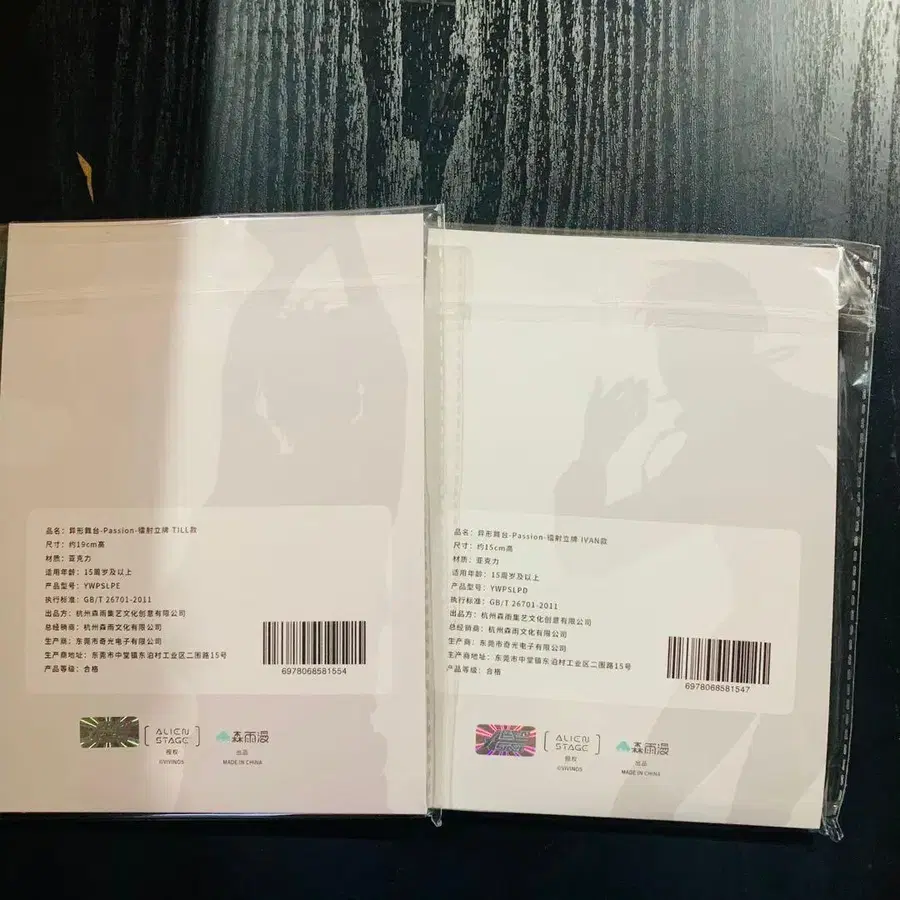 品名：异形舞台-Passion-镭射立牌 TILL款
尺寸：约19cm高
材质：亚克力
适用年龄：15周岁及以上
产品型号：YWPSLPE
执行标准：GB/T 26701-2011
出品方：杭州森雨集艺文化创意有限公司
总经销商：杭州森雨文化有限公司
生产商：东莞市奇光电子有限公司
生产商地址：东莞市中堂镇东泊村工业区二围路15号
产品等级：合格
6978068581554
ALIEN STAGE
授权
©VIVINOS
森雨漫
出品
MADE IN CHINA
品名：异形舞台-Passion-镭射立牌 IVAN款
尺寸：约15cm高
材质：亚克力
适用年龄：15周岁及以上
产品型号：YWPSLPD
执行标准：GB/T 26701-2011
出品方：杭州森雨集艺文化创意有限公司
总经销商：杭州森雨文化有限公司
生产商：东莞市奇光电子有限公司
生产商地址：东莞市中堂镇东泊村工业区二围路15号
产品等级：合格
6978068581547
ALIEN STAGE
授权
©VIVINOS
森雨漫
出品
MADE IN CHINA